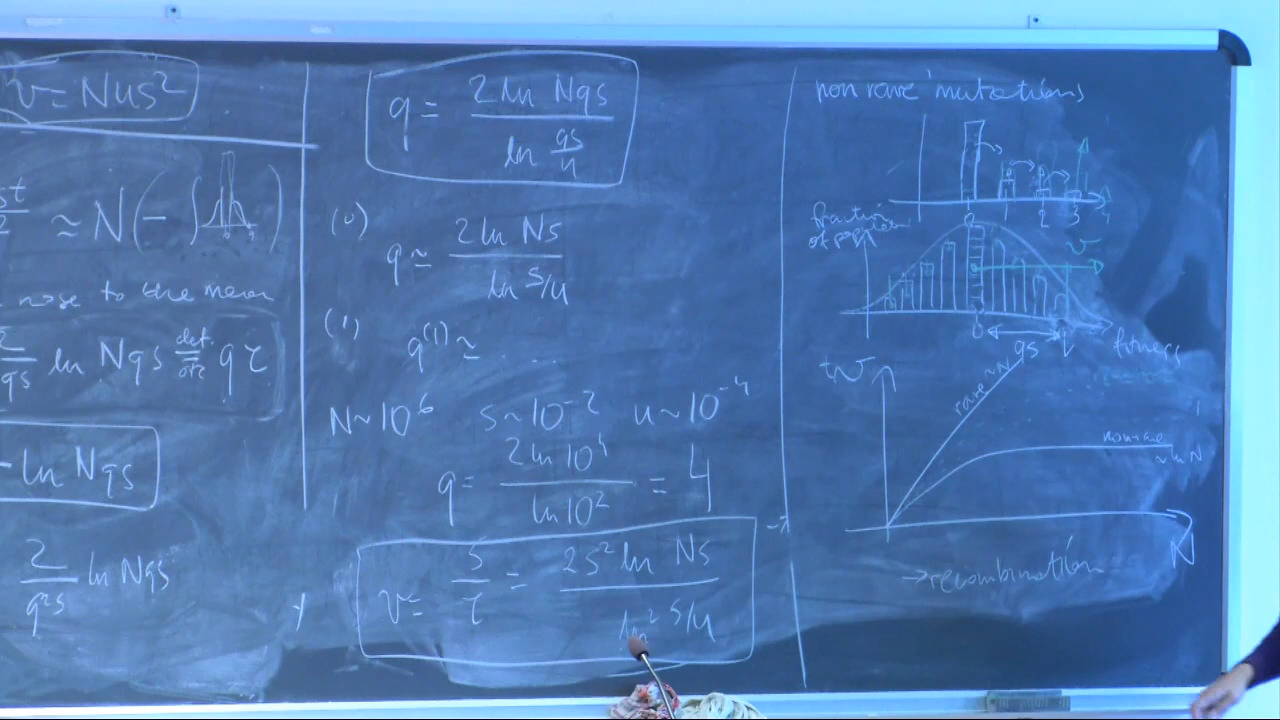 v = Nus²
≈ N(- )
nose to the mean
ln Nqs def. = qτ
ln Nqs
2/q²s ln Nqs
q = 2 ln Nqs / ln qs/u
(0)
q ≃ 2 ln Ns / ln s/u
(1)
q⁽¹⁾ ≃ . . . .
N ~ 10⁶ s ~ 10⁻² u ~ 10⁻⁴
q = 2 ln 10⁴ / ln 10² = 4
v = s/τ = 2s² ln Ns / ln² s/u
non rare mutations
1 2 3 4
fraction
of population
v
0 qs q fitness
v
rare ~ N
non-rare
~ ln N
N
→ recombination